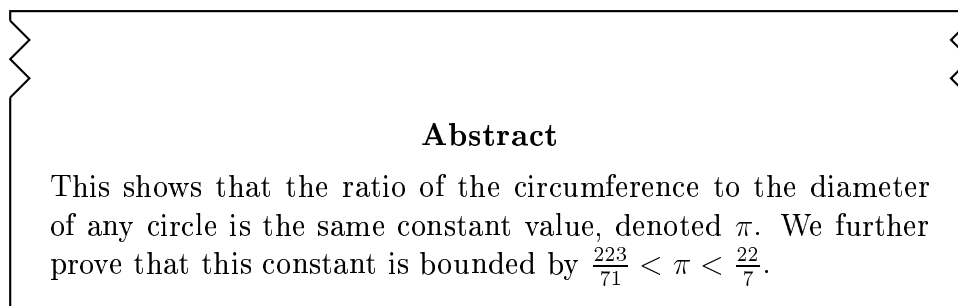 Abstract
This shows that the ratio of the circumference to the diameter
of any circle is the same constant value, denoted π. We further
prove that this constant is bounded by 223/71 < π < 22/7.